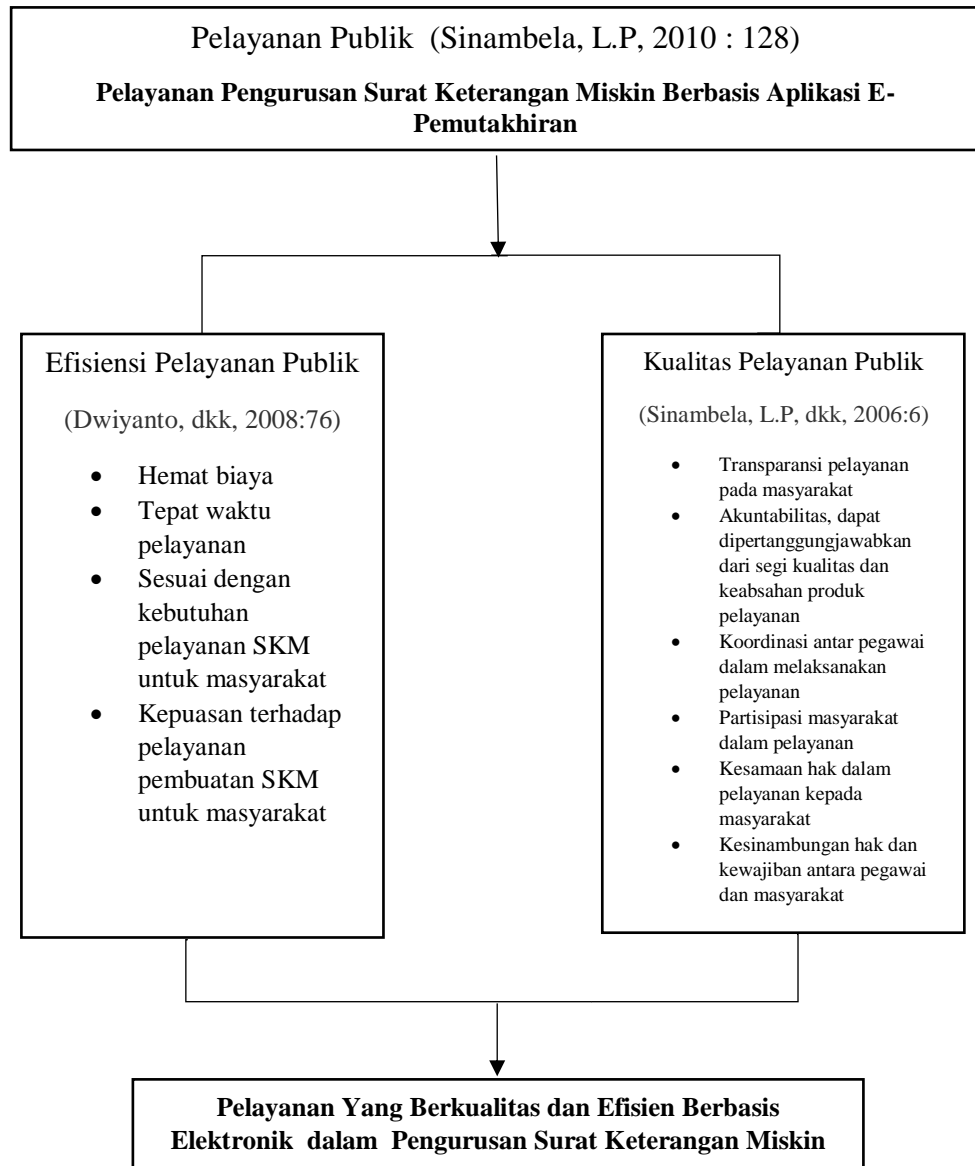 Pelayanan Publik (Sinambela, L.P, 2010 : 128)
Pelayanan Pengurusan Surat Keterangan Miskin Berbasis Aplikasi E-
Pemutakhiran
Efisiensi Pelayanan Publik
(Dwiyanto, dkk, 2008:76)
• Hemat biaya
• Tepat waktu
pelayanan
• Sesuai dengan
kebutuhan
pelayanan SKM
untuk masyarakat
• Kepuasan terhadap
pelayanan
pembuatan SKM
untuk masyarakat
Kualitas Pelayanan Publik
(Sinambela, L.P, dkk, 2006:6)
• Transparansi pelayanan
pada masyarakat
• Akuntabilitas, dapat
dipertanggungjawabkan
dari segi kualitas dan
keabsahan produk
pelayanan
• Koordinasi antar pegawai
dalam melaksanakan
pelayanan
• Partisipasi masyarakat
dalam pelayanan
• Kesamaan hak dalam
pelayanan kepada
masyarakat
• Kesinambungan hak dan
kewajiban antara pegawai
dan masyarakat
Pelayanan Yang Berkualitas dan Efisien Berbasis
Elektronik dalam Pengurusan Surat Keterangan Miskin